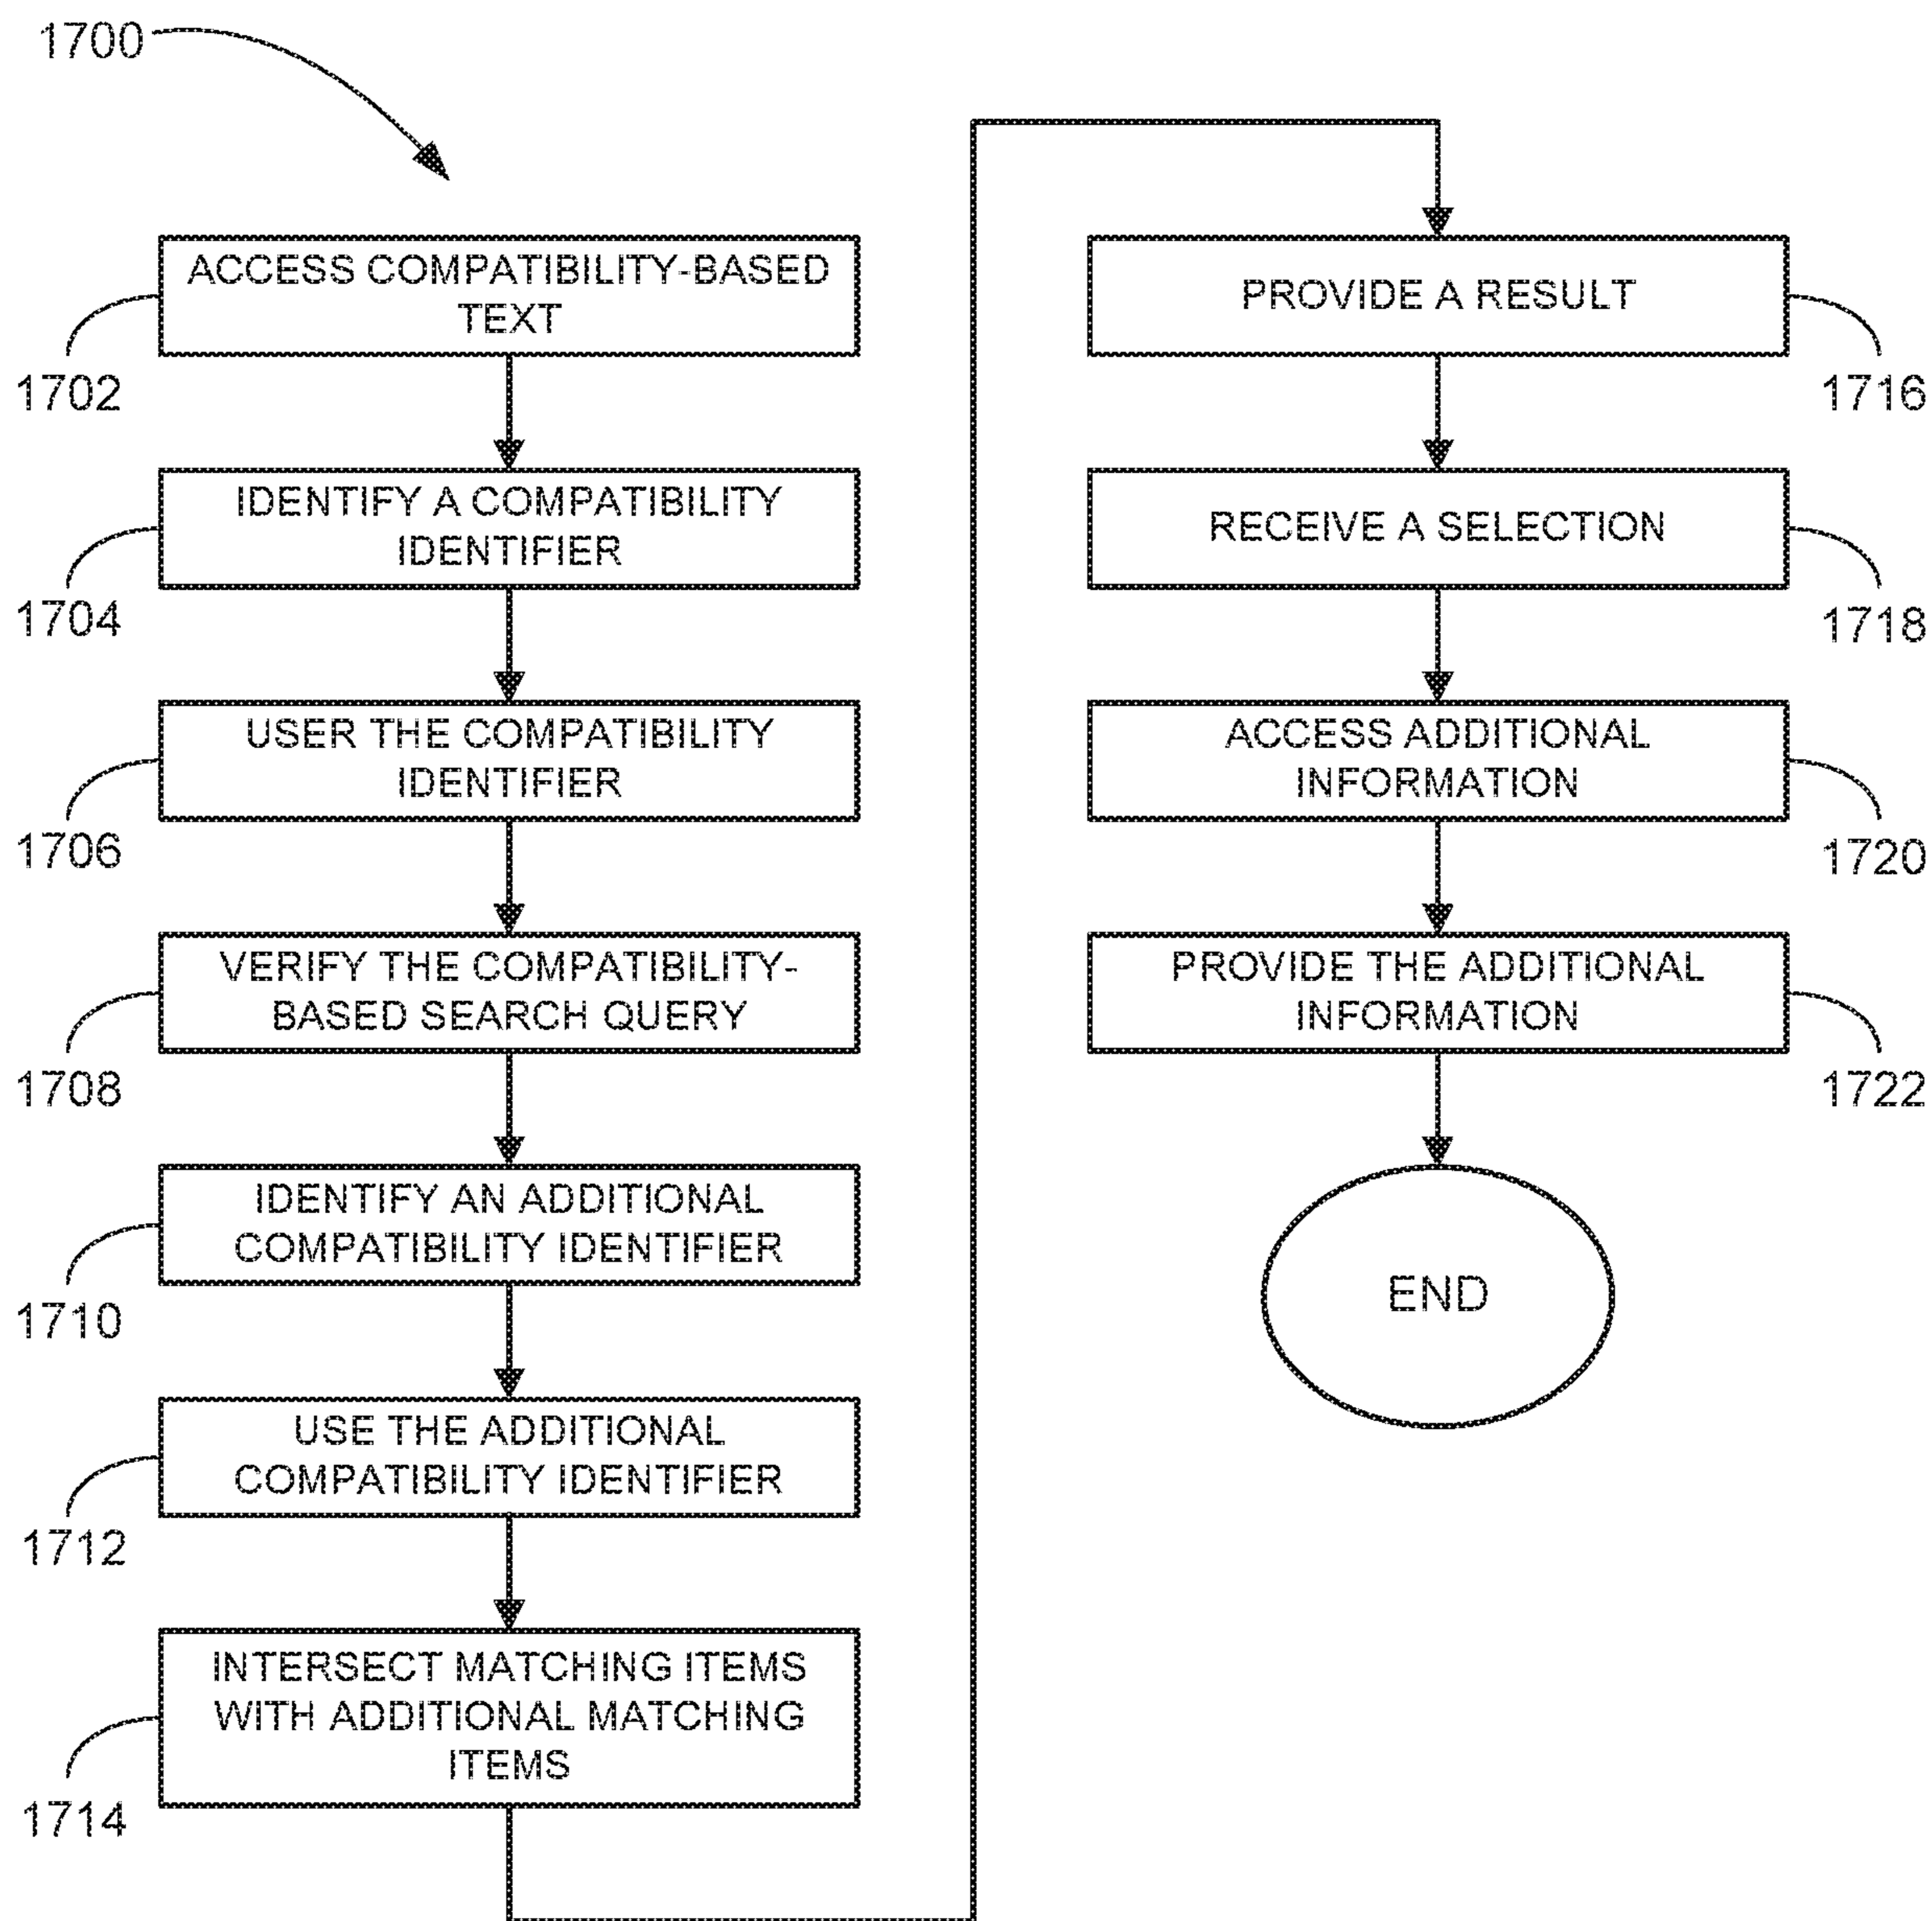 1700
ACCESS COMPATIBILITY-BASED
TEXT
1702
IDENTIFY A COMPATIBILITY
IDENTIFIER
1704
USER THE COMPATIBILITY
IDENTIFIER
1706
VERIFY THE COMPATIBILITY-
BASED SEARCH QUERY
1708
IDENTIFY AN ADDITIONAL
COMPATIBILITY IDENTIFIER
1710
USE THE ADDITIONAL
COMPATIBILITY IDENTIFIER
1712
INTERSECT MATCHING ITEMS
WITH ADDITIONAL MATCHING
ITEMS
1714
PROVIDE A RESULT
1716
RECEIVE A SELECTION
1718
ACCESS ADDITIONAL
INFORMATION
1720
PROVIDE THE ADDITIONAL
INFORMATION
1722
END